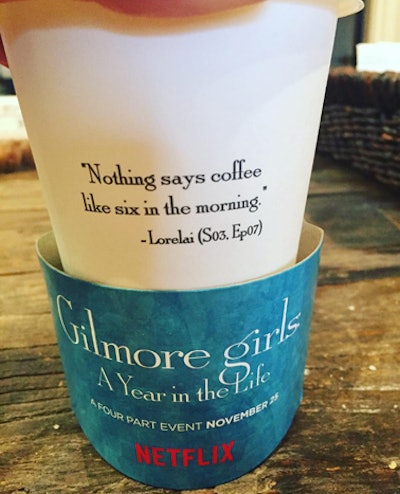 "Nothing says coffee
like six in the morning."
-Lorelai (S03, Ep07)
Gilmore girls
A Year in the Life
A FOUR PART EVENT NOVEMBER 25
NETFLIX